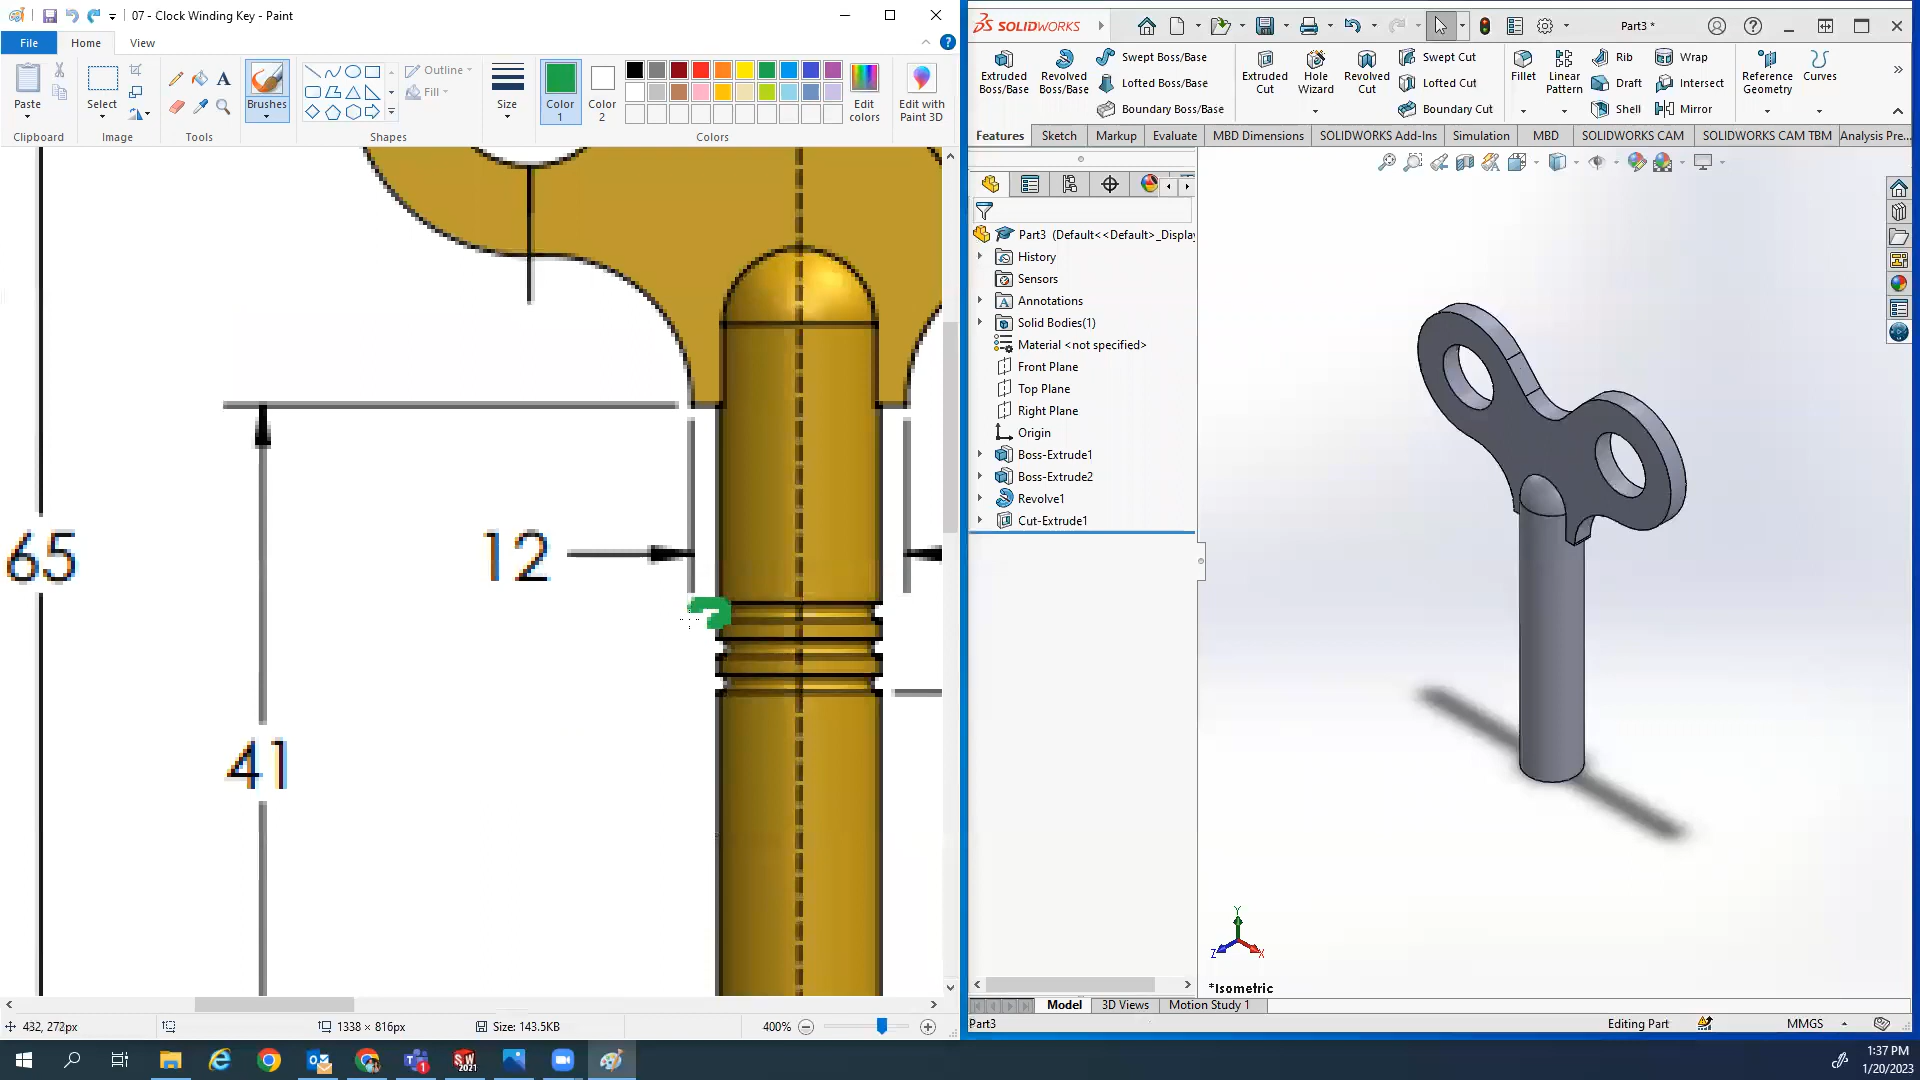 07 - Clock Winding Key - Paint
File Home View
Paste Select Brushes Size Color 1 Color 2 Edit colors Edit with Paint 3D
Outline
Fill
Clipboard Image Tools Shapes Colors
65
12
41
432, 272px 1338 × 816px Size: 143.5KB 400%
SOLIDWORKS Part3 *
Extruded Boss/Base Revolved Boss/Base Swept Boss/Base Lofted Boss/Base Boundary Boss/Base Extruded Cut Hole Wizard Revolved Cut Swept Cut Lofted Cut Boundary Cut Fillet Linear Pattern Rib Draft Shell Wrap Intersect Mirror Reference Geometry Curves
Features Sketch Markup Evaluate MBD Dimensions SOLIDWORKS Add-Ins Simulation MBD SOLIDWORKS CAM SOLIDWORKS CAM TBM Analysis Pre...
Part3 (Default<<Default>_Display
History
Sensors
Annotations
Solid Bodies(1)
Material <not specified>
Front Plane
Top Plane
Right Plane
Origin
Boss-Extrude1
Boss-Extrude2
Revolve1
Cut-Extrude1
Y
Z X
*Isometric
Model 3D Views Motion Study 1
Part3 Editing Part MMGS
SW 2021
1
1:37 PM
1/20/2023